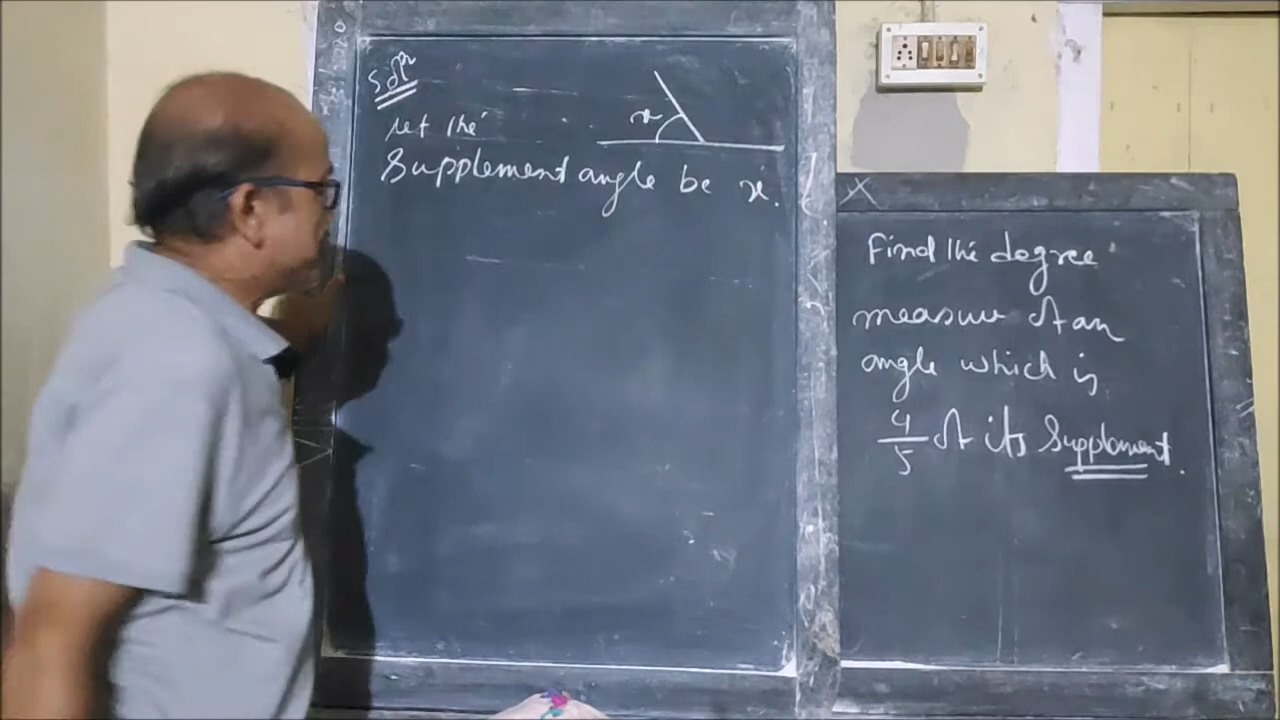 Solⁿ
Let the
x
Supplement angle be x.
Find the degree
measure of an
angle which is
4/5 of its Supplement.